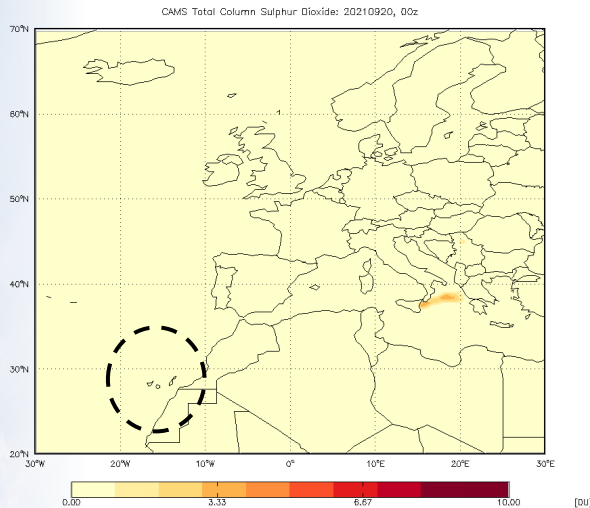 CAMS Total Column Sulphur Dioxide: 20210920, 00z
70°N
60°N
50°N
40°N
30°N
20°N
30°W 20°W 10°W 0° 10°E 20°E 30°E
0.00 3.33 6.67 10.00 [DU]